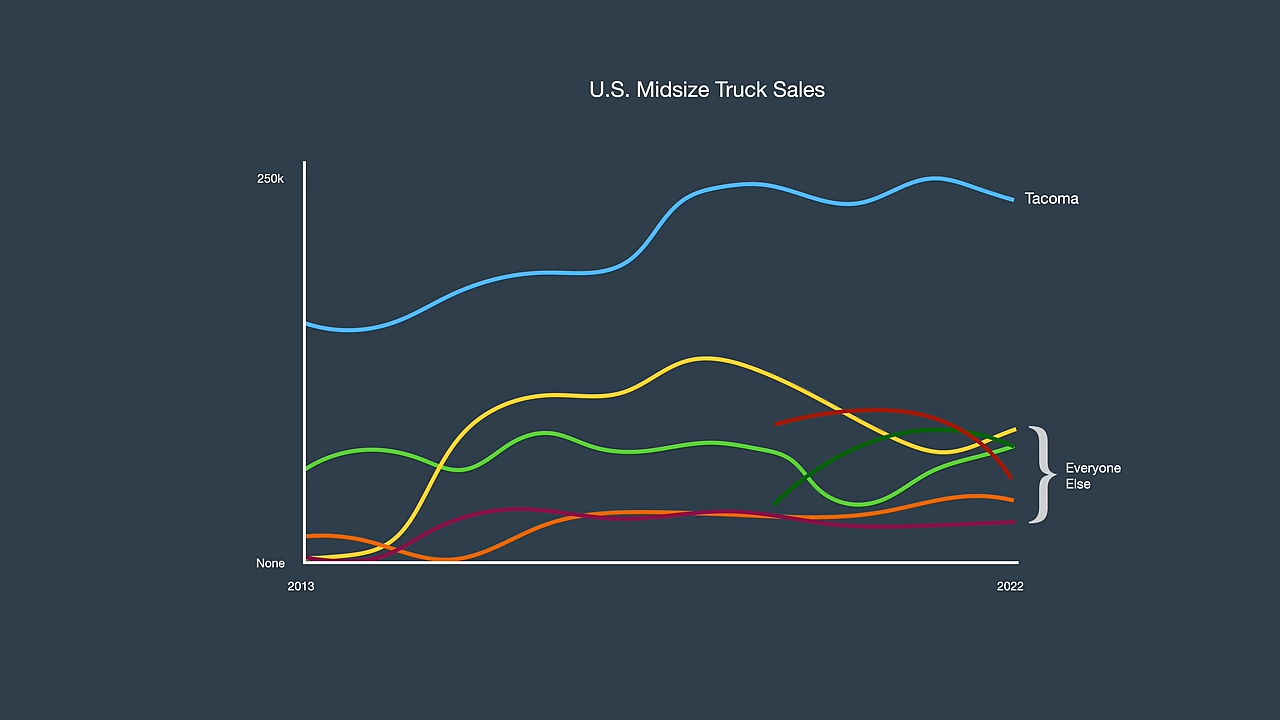 U.S. Midsize Truck Sales
250k
Tacoma
Everyone
Else
None
2013
2022